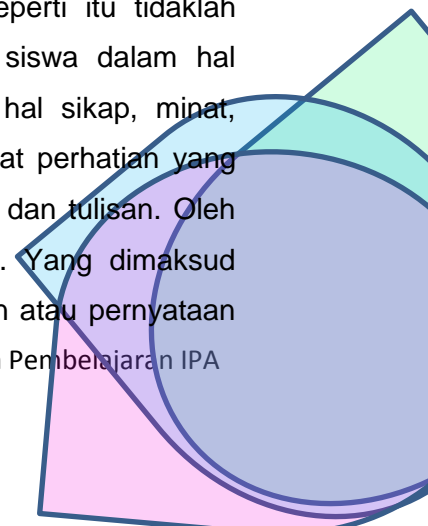 eperti itu tidaklah
siswa dalam hal
hal sikap, minat,
at perhatian yang
dan tulisan. Oleh
. Yang dimaksud
n atau pernyataan
Pembelajaran IPA